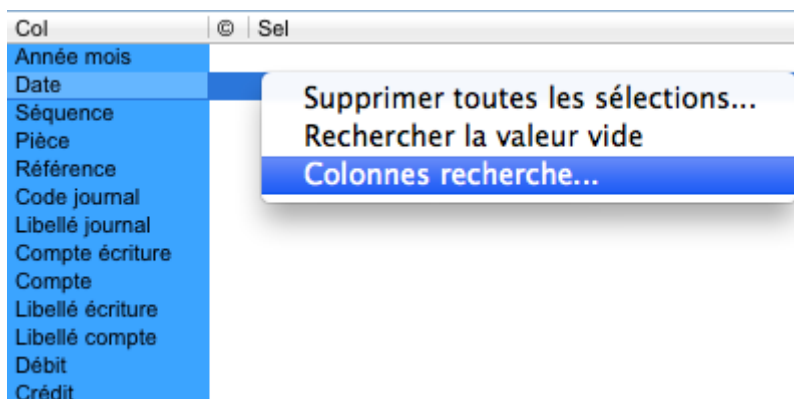 Col © Sel
Année mois
Date
Supprimer toutes les sélections...
Séquence
Rechercher la valeur vide
Pièce
Colonnes recherche...
Référence
Code journal
Libellé journal
Compte écriture
Compte
Libellé écriture
Libellé compte
Débit
Crédit